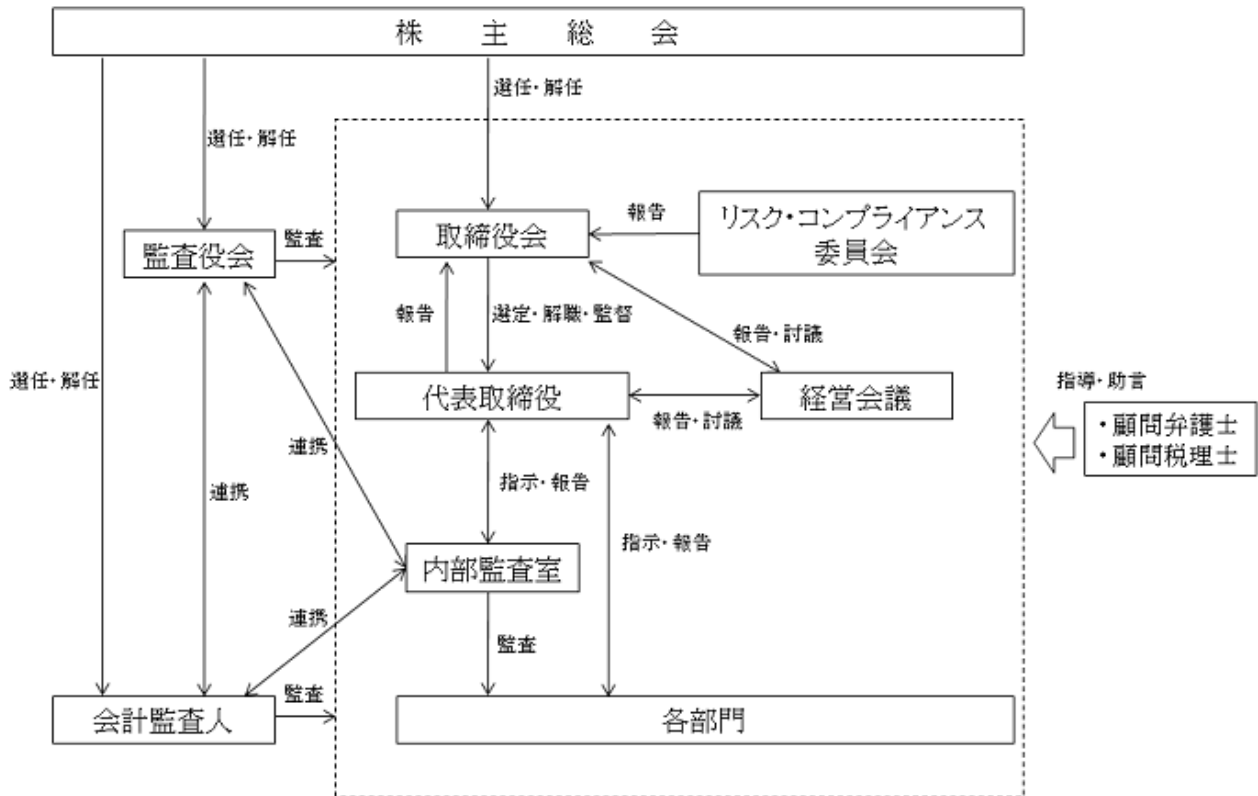 株主総会
選任・解任
選任・解任
選任・解任
取締役会
報告
リスク・コンプライアンス
委員会
監査役会
監査
報告
選定・解職・監督
報告・討議
代表取締役
報告・討議
経営会議
指導・助言
・顧問弁護士
・顧問税理士
連携
連携
指示・報告
指示・報告
内部監査室
連携
監査
会計監査人
監査
各部門